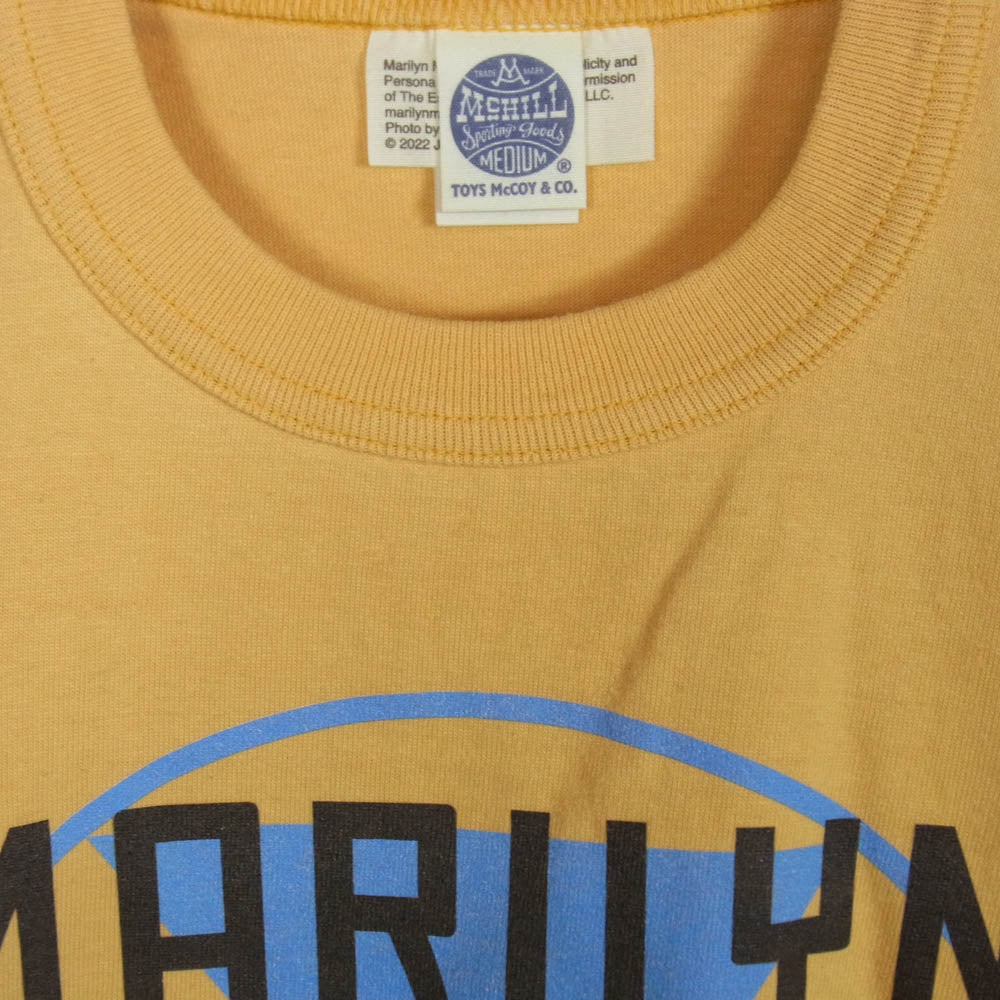 Marilyn
licity and
Persona
rmission
of The E
LLC.
marilynm
Photo by
© 2022 J
TRADE MARK
McHILL
Sporting Goods
MEDIUM ®
TOYS McCOY & CO.
MARILYN